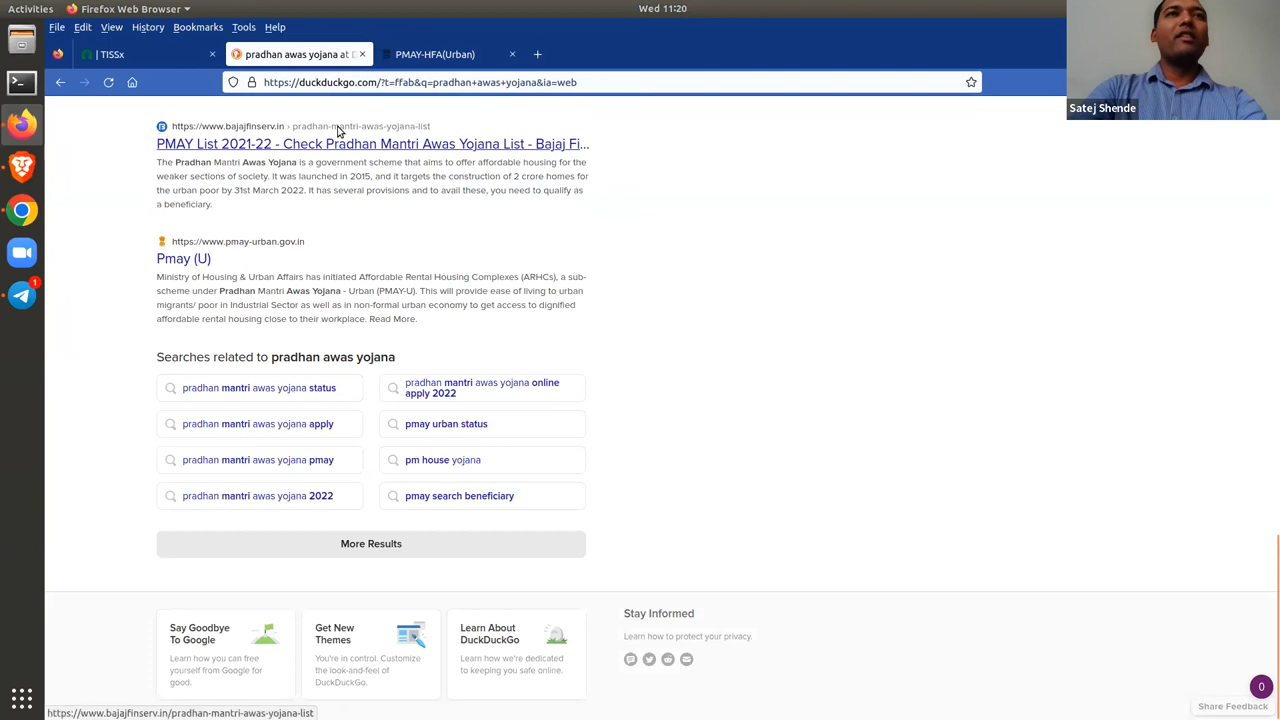 Activities
Firefox Web Browser
Wed 11:20
File Edit View History Bookmarks Tools Help
| TISSx
pradhan awas yojana at D
PMAY-HFA(Urban)
https://duckduckgo.com/?t=ffab&q=pradhan+awas+yojana&ia=web
Satej Shende
https://www.bajajfinserv.in › pradhan-mantri-awas-yojana-list
PMAY List 2021-22 - Check Pradhan Mantri Awas Yojana List - Bajaj Fi...
The Pradhan Mantri Awas Yojana is a government scheme that aims to offer affordable housing for the
weaker sections of society. It was launched in 2015, and it targets the construction of 2 crore homes for
the urban poor by 31st March 2022. It has several provisions and to avail these, you need to qualify as
a beneficiary.
https://www.pmay-urban.gov.in
Pmay (U)
Ministry of Housing & Urban Affairs has initiated Affordable Rental Housing Complexes (ARHCs), a sub-
scheme under Pradhan Mantri Awas Yojana - Urban (PMAY-U). This will provide ease of living to urban
migrants/ poor in Industrial Sector as well as in non-formal urban economy to get access to dignified
affordable rental housing close to their workplace. Read More.
Searches related to pradhan awas yojana
pradhan mantri awas yojana status
pradhan mantri awas yojana online
apply 2022
pradhan mantri awas yojana apply
pmay urban status
pradhan mantri awas yojana pmay
pm house yojana
pradhan mantri awas yojana 2022
pmay search beneficiary
More Results
Say Goodbye
To Google
Learn how you can free
yourself from Google for
good.
Get New
Themes
You're in control. Customize
the look-and-feel of
DuckDuckGo.
Learn About
DuckDuckGo
Learn how we're dedicated
to keeping you safe online.
Stay Informed
Learn how to protect your privacy.
1
0
Share Feedback
https://www.bajajfinserv.in/pradhan-mantri-awas-yojana-list